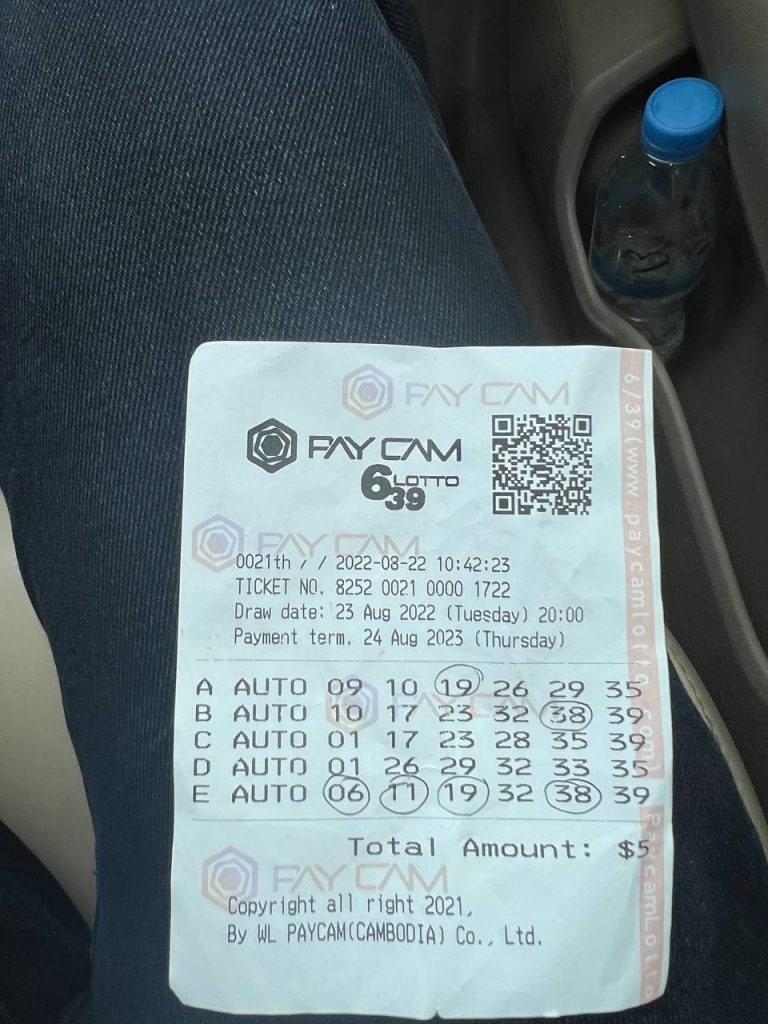 PAY CAM
PAY CAM
LOTTO
639
PAY CAM
0021th / / 2022-08-22 10:42:23
TICKET NO. 8252 0021 0000 1722
Draw date: 23 Aug 2022 (Tuesday) 20:00
Payment term. 24 Aug 2023 (Thursday)
A AUTO 09 10 19 26 29 35
B AUTO 10 17 23 32 38 39
C AUTO 01 17 23 28 35 39
D AUTO 01 26 29 32 33 35
E AUTO 06 11 19 32 38 39
PAY CAM
Total Amount: $5
PAY CAM
Copyright all right 2021,
By WL PAYCAM(CAMBODIA) Co., Ltd.
6/39(www.paycamlotto.com)
PaycamLotto